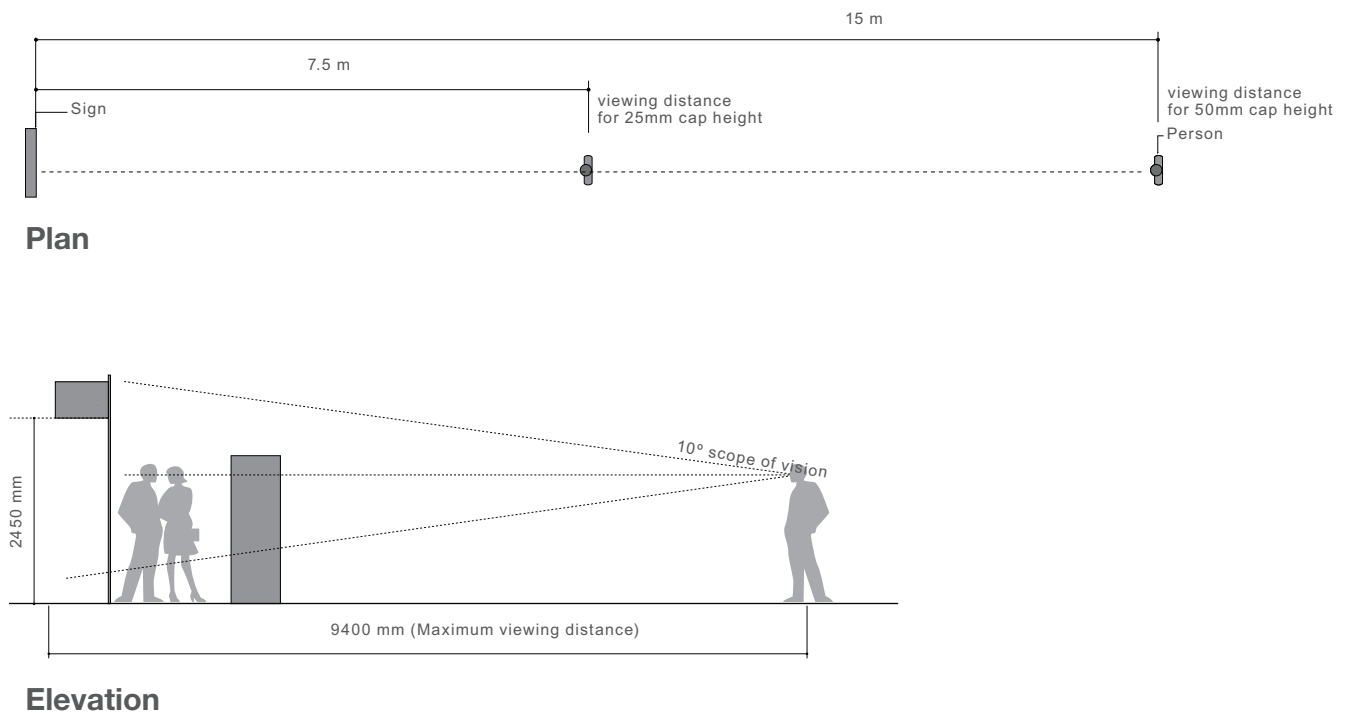 15 m
7.5 m
Sign
viewing distance
for 25mm cap height
viewing distance
for 50mm cap height
Person
Plan
10º scope of vision
2450 mm
9400 mm (Maximum viewing distance)
Elevation